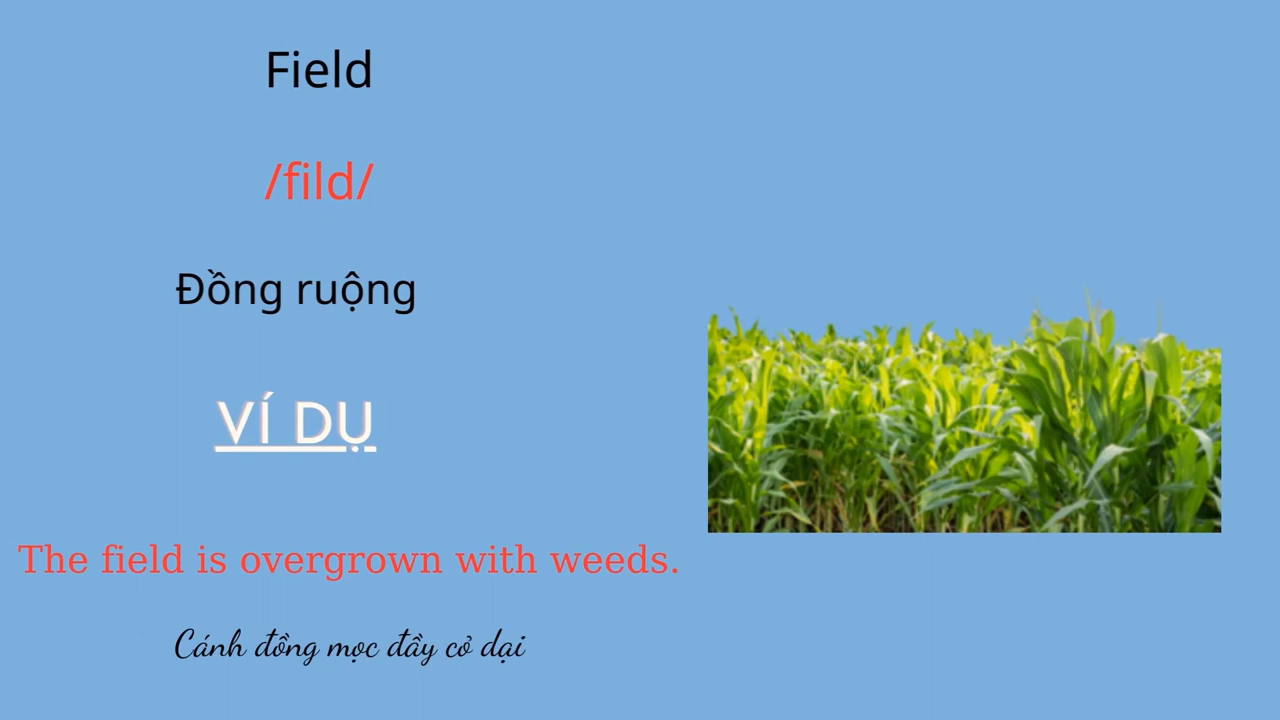 Field
/fild/
Đồng ruộng
VÍ DỤ
The field is overgrown with weeds.
Cánh đồng mọc đầy cỏ dại